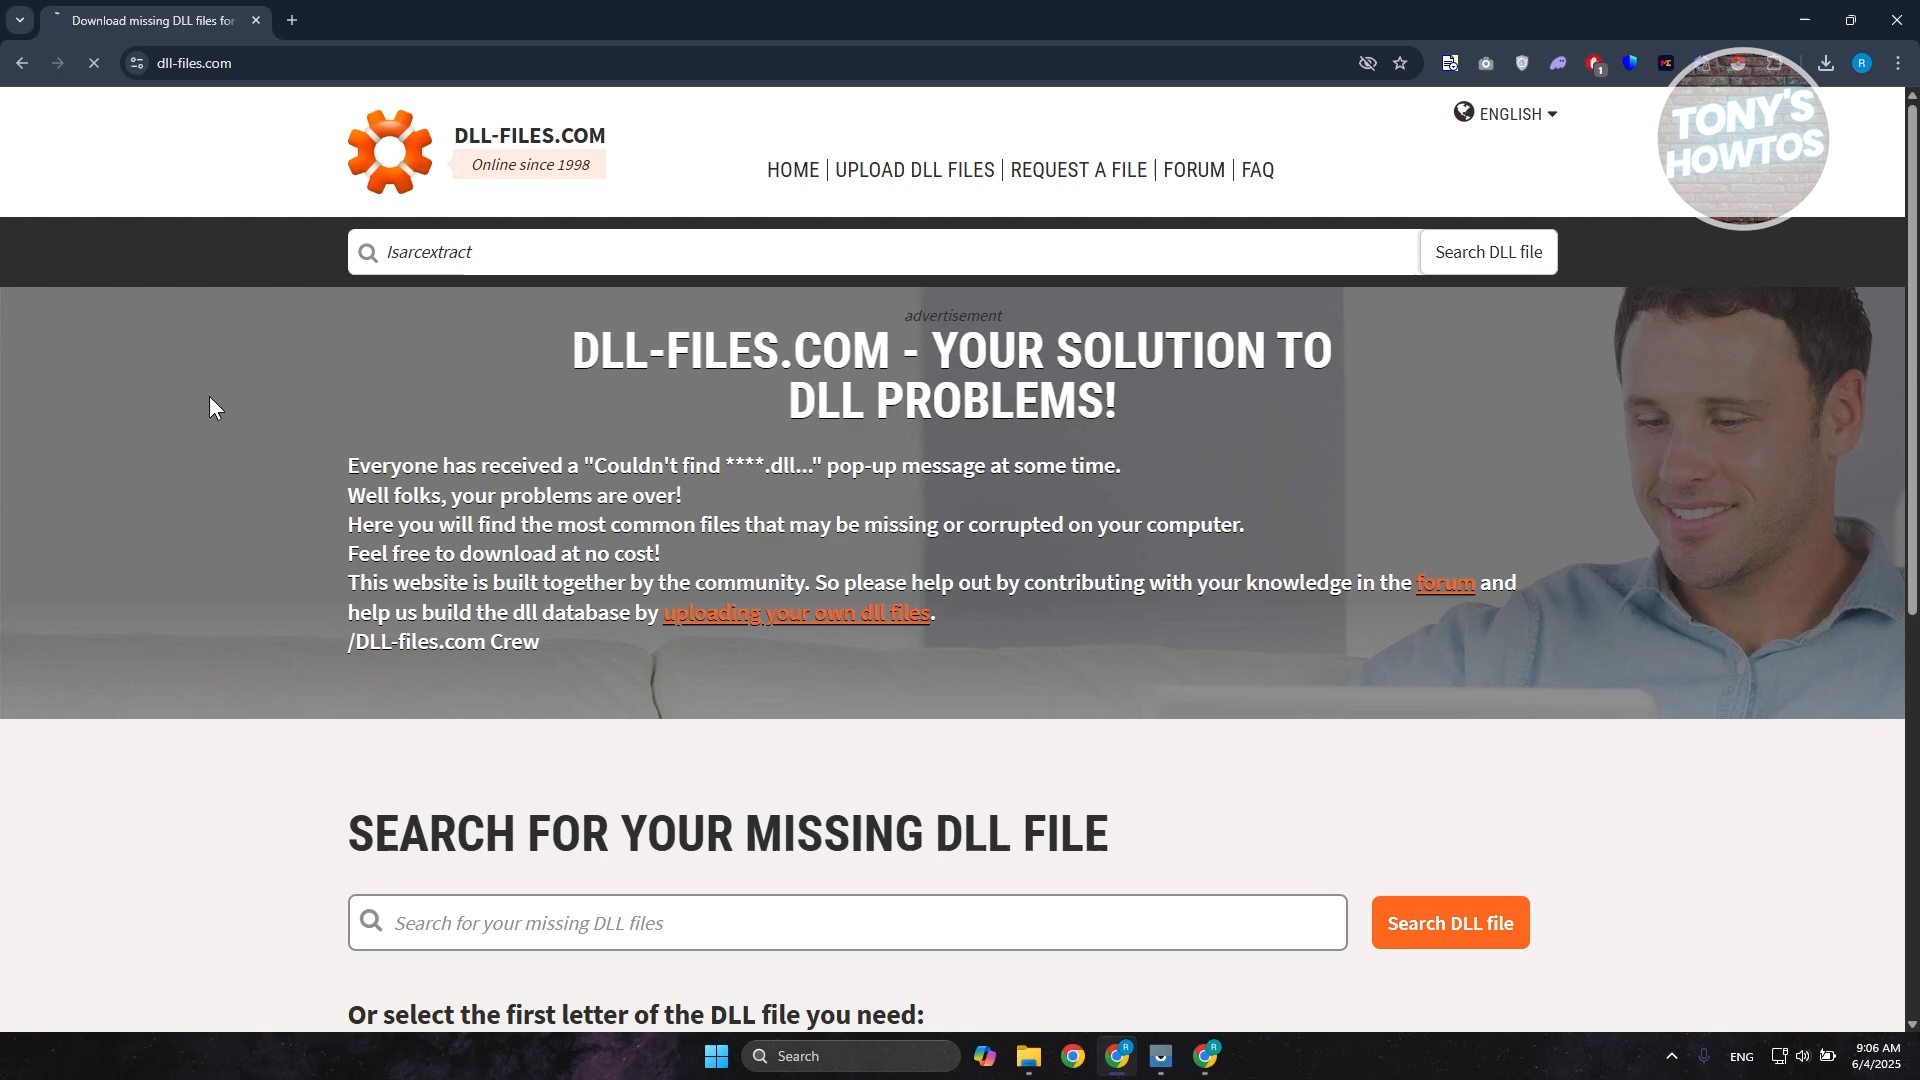 Download missing DLL files for
dll-files.com
1
R
TONY'S
HOWTOS
ENGLISH
DLL-FILES.COM
Online since 1998
HOME | UPLOAD DLL FILES | REQUEST A FILE | FORUM | FAQ
Isarcextract
Search DLL file
advertisement
DLL-FILES.COM - YOUR SOLUTION TO
DLL PROBLEMS!
Everyone has received a "Couldn't find ****.dll..." pop-up message at some time.
Well folks, your problems are over!
Here you will find the most common files that may be missing or corrupted on your computer.
Feel free to download at no cost!
This website is built together by the community. So please help out by contributing with your knowledge in the forum and
help us build the dll database by uploading your own dll files.
/DLL-files.com Crew
SEARCH FOR YOUR MISSING DLL FILE
Search for your missing DLL files
Search DLL file
Or select the first letter of the DLL file you need:
Search
R
R
ENG
9:06 AM
6/4/2025